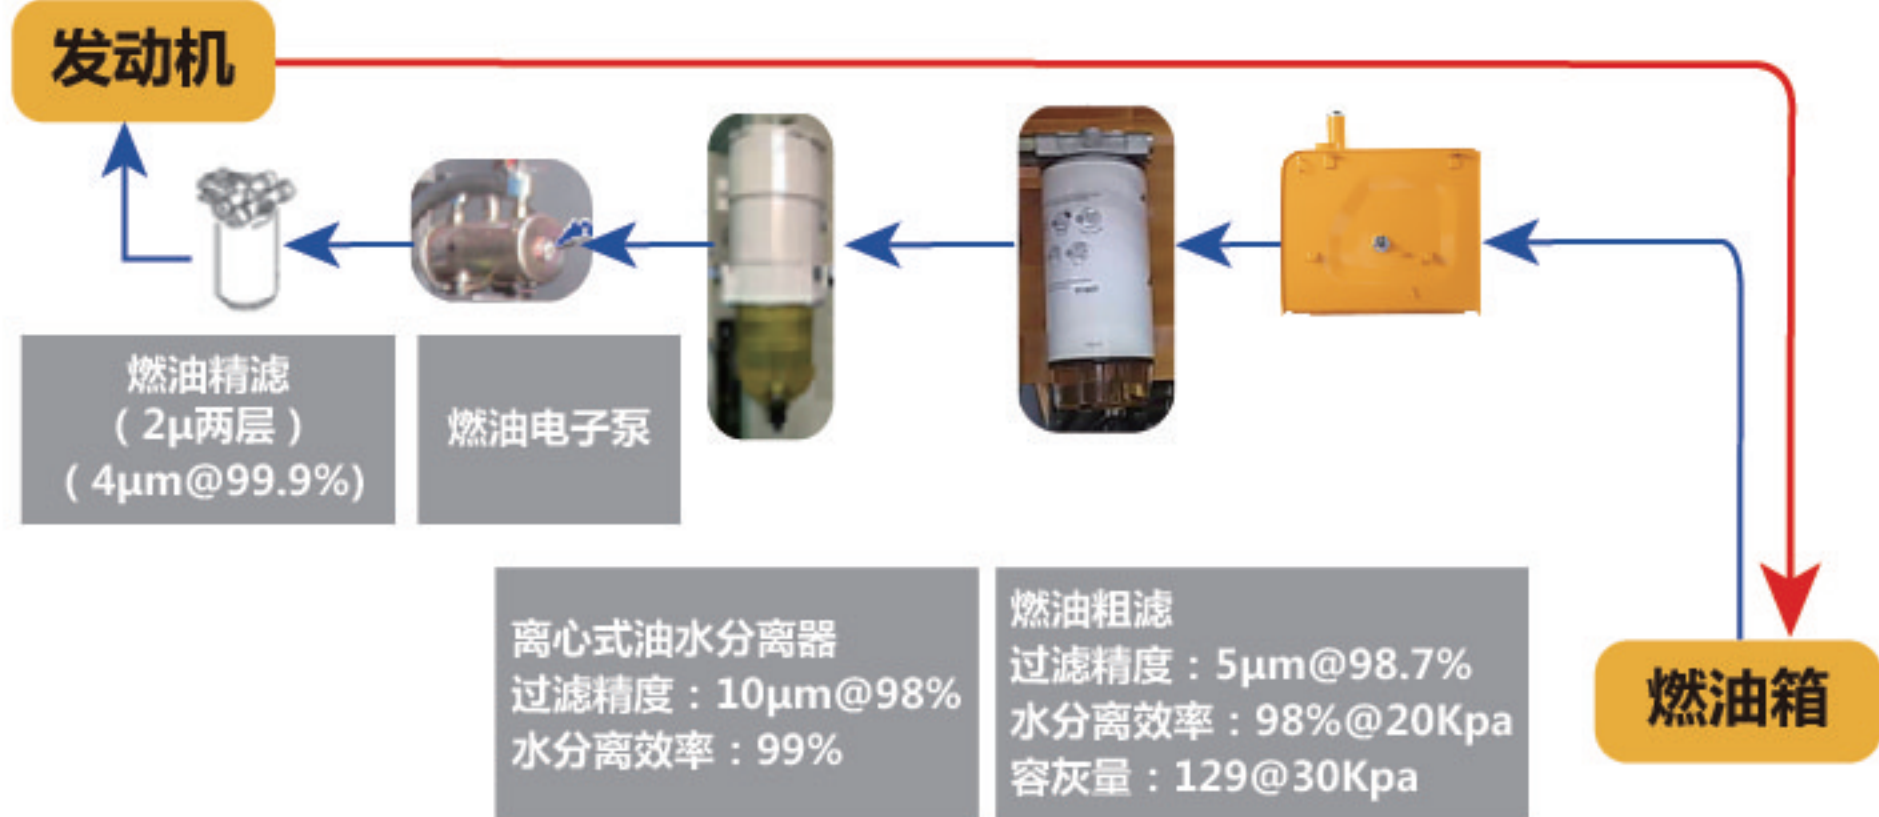 发动机
燃油精滤
（2μ两层）
（4μm@99.9%)
燃油电子泵
离心式油水分离器
过滤精度：10μm@98%
水分离效率：99%
燃油粗滤
过滤精度：5μm@98.7%
水分离效率：98%@20Kpa
容灰量：129@30Kpa
燃油箱